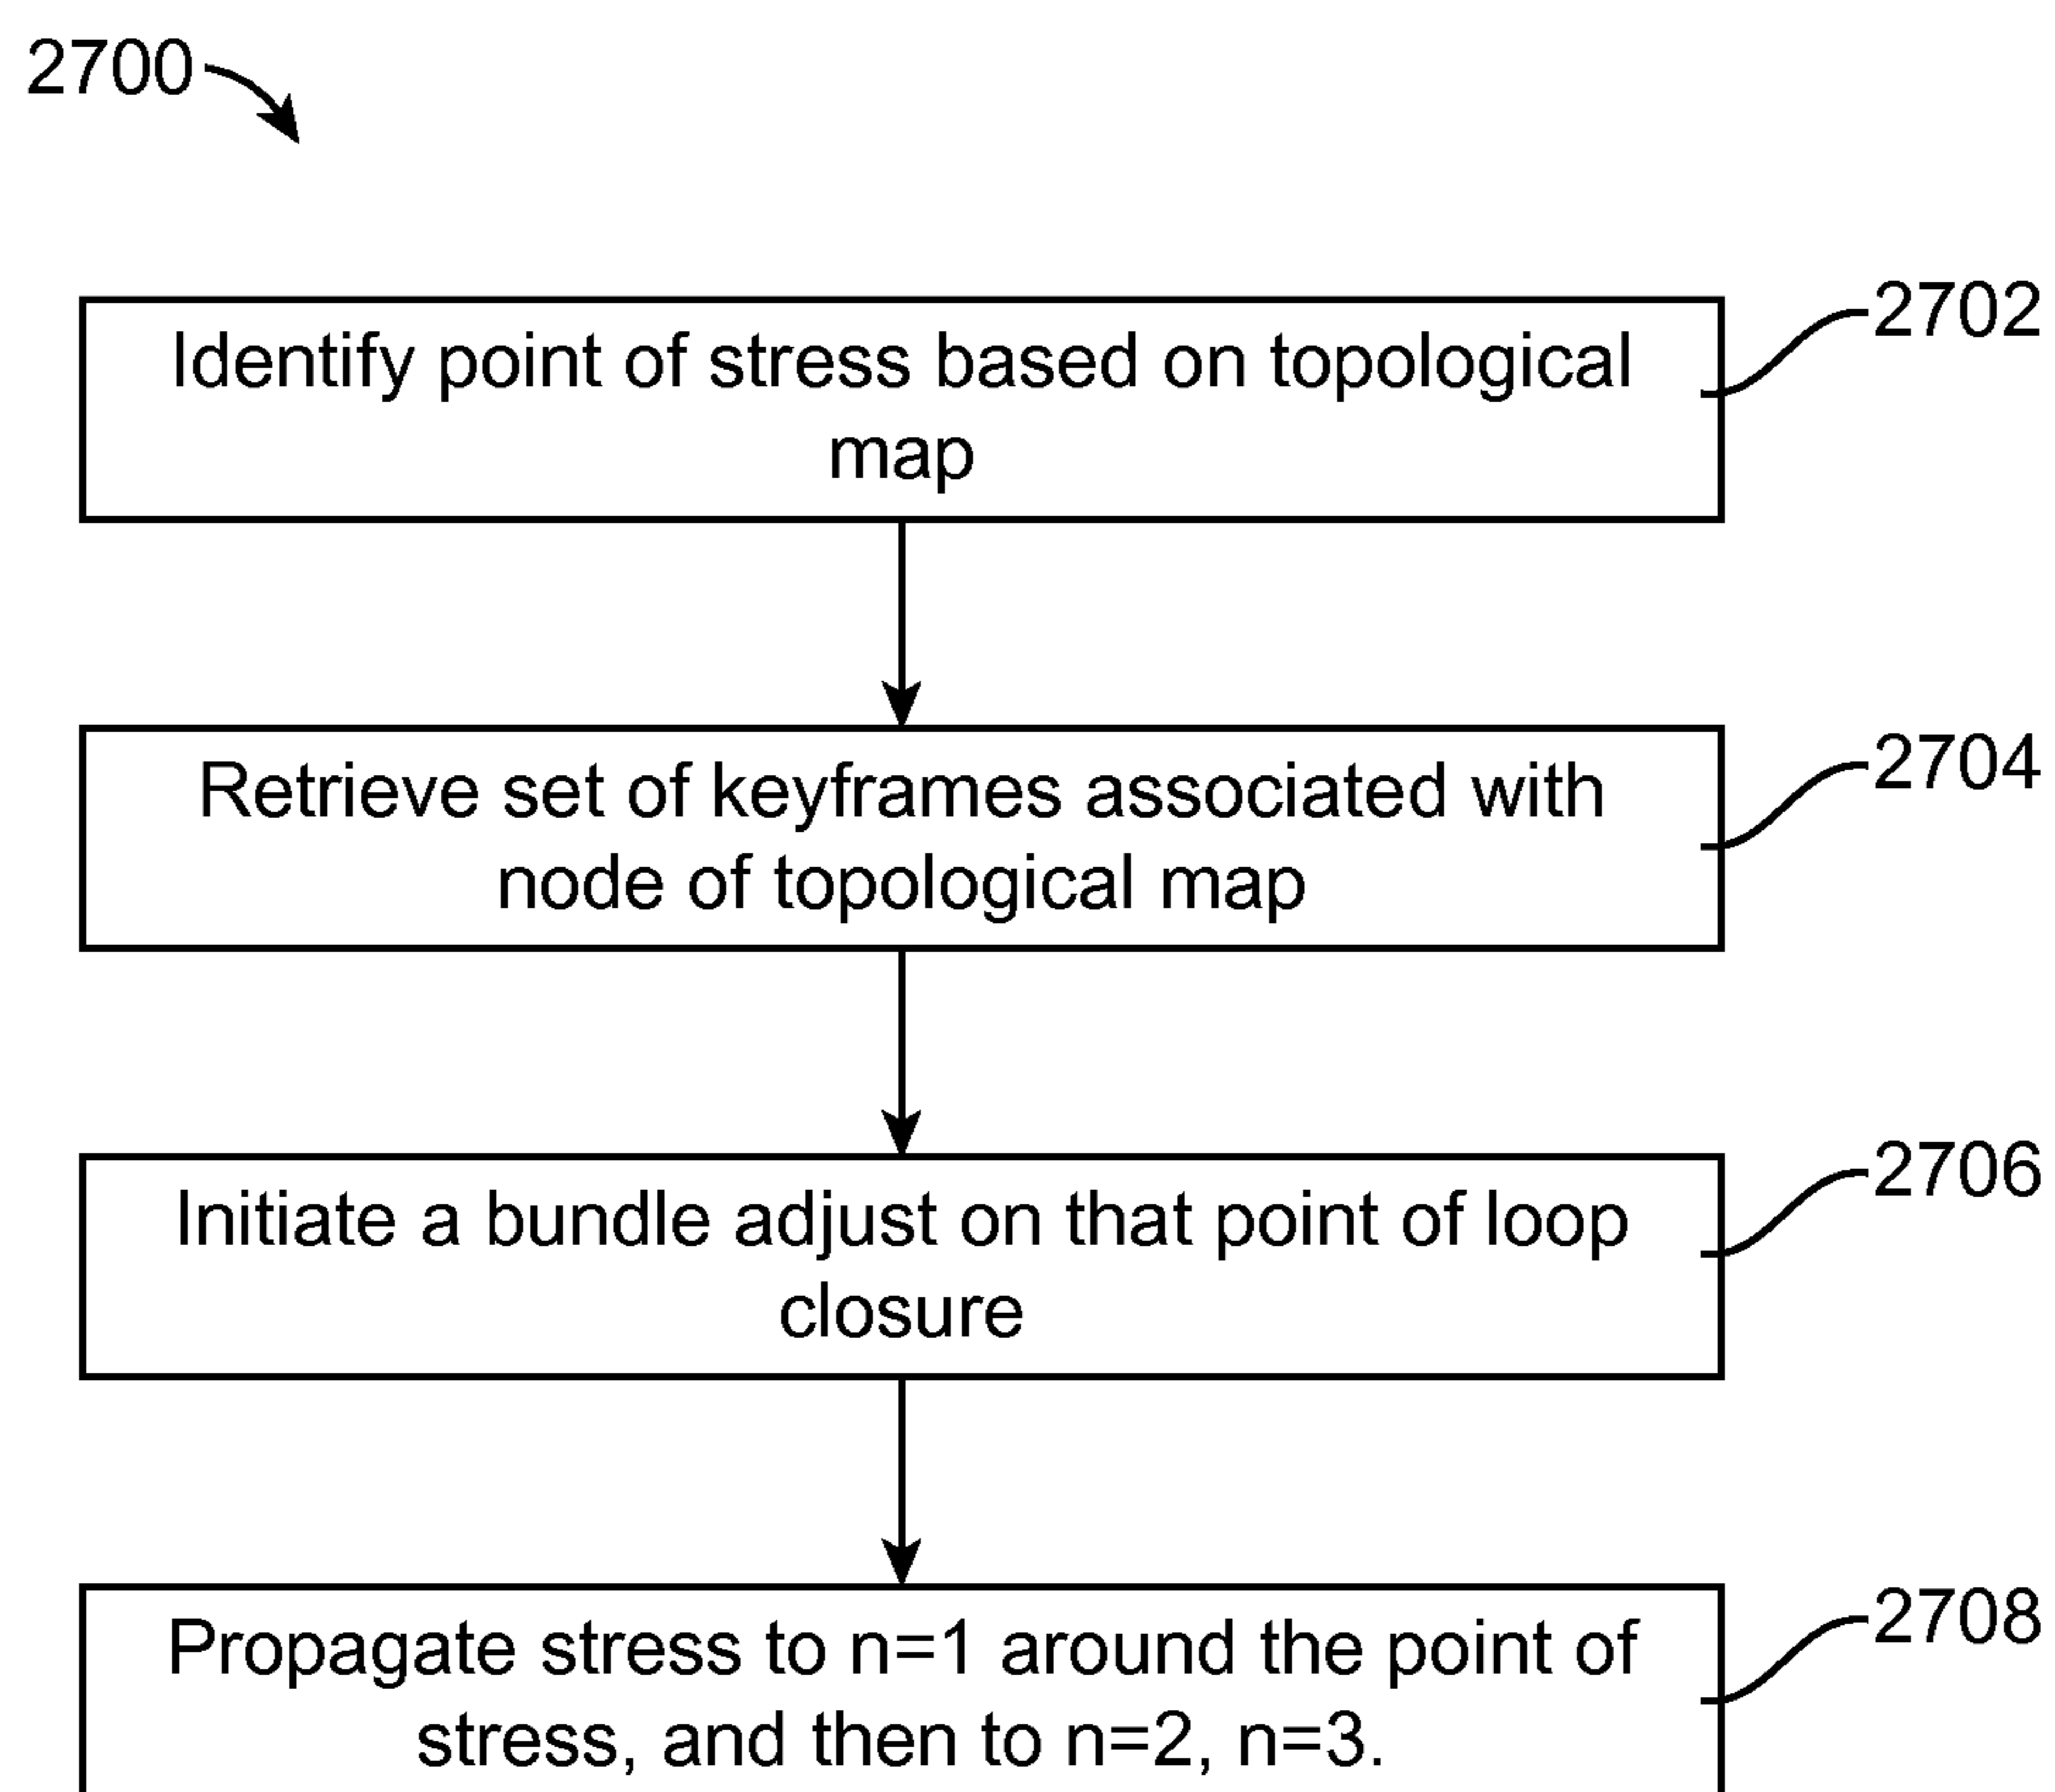 2700
Identify point of stress based on topological
map
2702
Retrieve set of keyframes associated with
node of topological map
2704
Initiate a bundle adjust on that point of loop
closure
2706
Propagate stress to n=1 around the point of
stress, and then to n=2, n=3.
2708